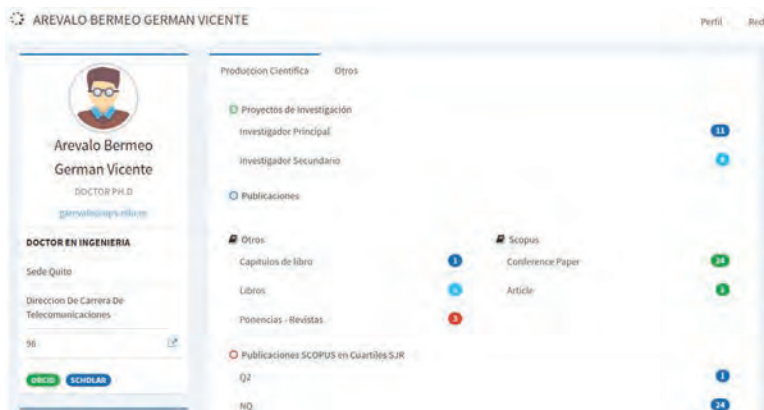 AREVALO BERMEO GERMAN VICENTE
Perfil
Red
Arevalo Bermeo
German Vicente
DOCTOR PH.D
DOCTOR EN INGENIERIA
Sede Quito
Direccion De Carrera De
Telecomunicaciones
96
ORCID SCHOLAR
Produccion Cientifica Otros
Proyectos de Investigación
Investigador Principal 11
Investigador Secundario
Publicaciones
Otros
Capitulos de libro 1
Libros
Ponencias - Revistas 3
Scopus
Conference Paper 24
Article
Publicaciones SCOPUS en Cuartiles SJR
Q2 1
NQ 24